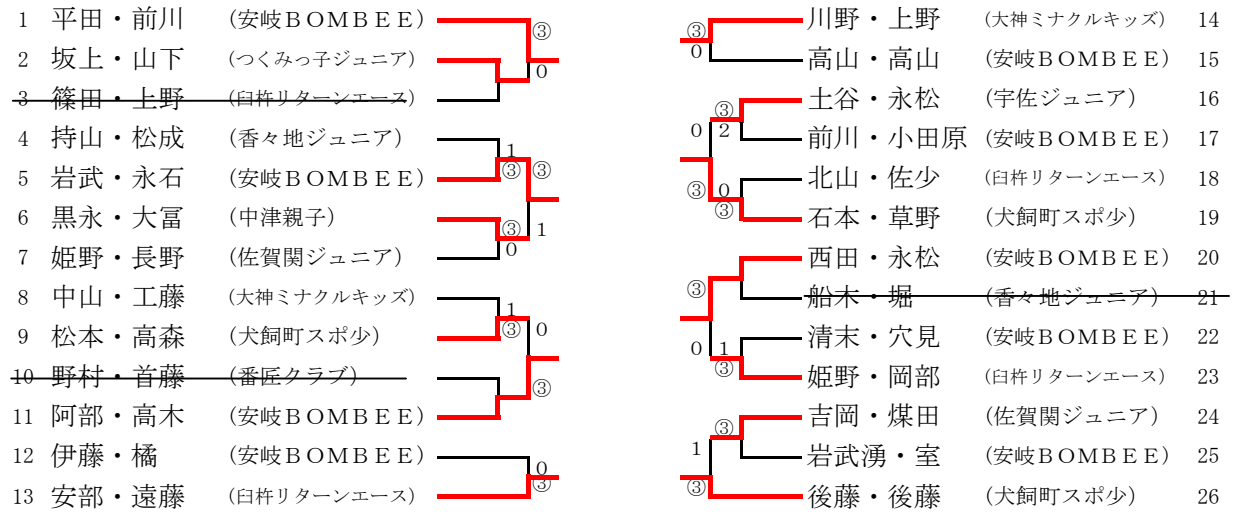 1 平田・前川 (安岐ＢＯＭＢＥＥ) ③
2 坂上・山下 (つくみっ子ジュニア) 0
3 篠田・上野 (臼杵リターンエース)
4 持山・松成 (香々地ジュニア) 1
5 岩武・永石 (安岐ＢＯＭＢＥＥ) ③ ③
6 黒永・大冨 (中津親子) ③ 1
7 姫野・長野 (佐賀関ジュニア) 0
8 中山・工藤 (大神ミナクルキッズ) 1
9 松本・高森 (犬飼町スポ少) ③ 0
10 野村・首藤 (番匠クラブ) ③
11 阿部・高木 (安岐ＢＯＭＢＥＥ)
12 伊藤・橘 (安岐ＢＯＭＢＥＥ) 0
13 安部・遠藤 (臼杵リターンエース) ③
③ 川野・上野 (大神ミナクルキッズ) 14
0 高山・高山 (安岐ＢＯＭＢＥＥ) 15
③ 土谷・永松 (宇佐ジュニア) 16
0 2 前川・小田原 (安岐ＢＯＭＢＥＥ) 17
③ 0 北山・佐少 (臼杵リターンエース) 18
③ 石本・草野 (犬飼町スポ少) 19
西田・永松 (安岐ＢＯＭＢＥＥ) 20
③ 船木・堀 (香々地ジュニア) 21
0 1 清末・穴見 (安岐ＢＯＭＢＥＥ) 22
③ 姫野・岡部 (臼杵リターンエース) 23
③ 吉岡・煤田 (佐賀関ジュニア) 24
1 岩武湧・室 (安岐ＢＯＭＢＥＥ) 25
③ 後藤・後藤 (犬飼町スポ少) 26